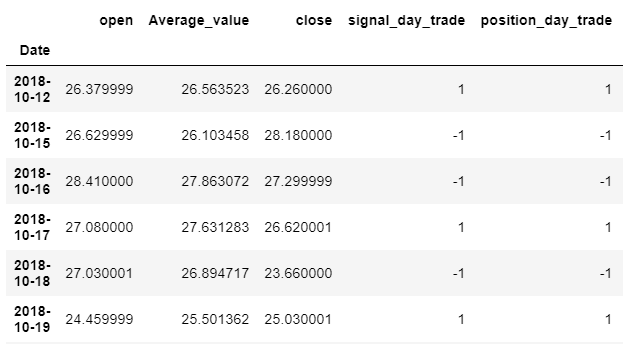 open Average_value close signal_day_trade position_day_trade
Date
2018-
10-12 26.379999 26.563523 26.260000 1 1
2018-
10-15 26.629999 26.103458 28.180000 -1 -1
2018-
10-16 28.410000 27.863072 27.299999 -1 -1
2018-
10-17 27.080000 27.631283 26.620001 1 1
2018-
10-18 27.030001 26.894717 23.660000 -1 -1
2018-
10-19 24.459999 25.501362 25.030001 1 1